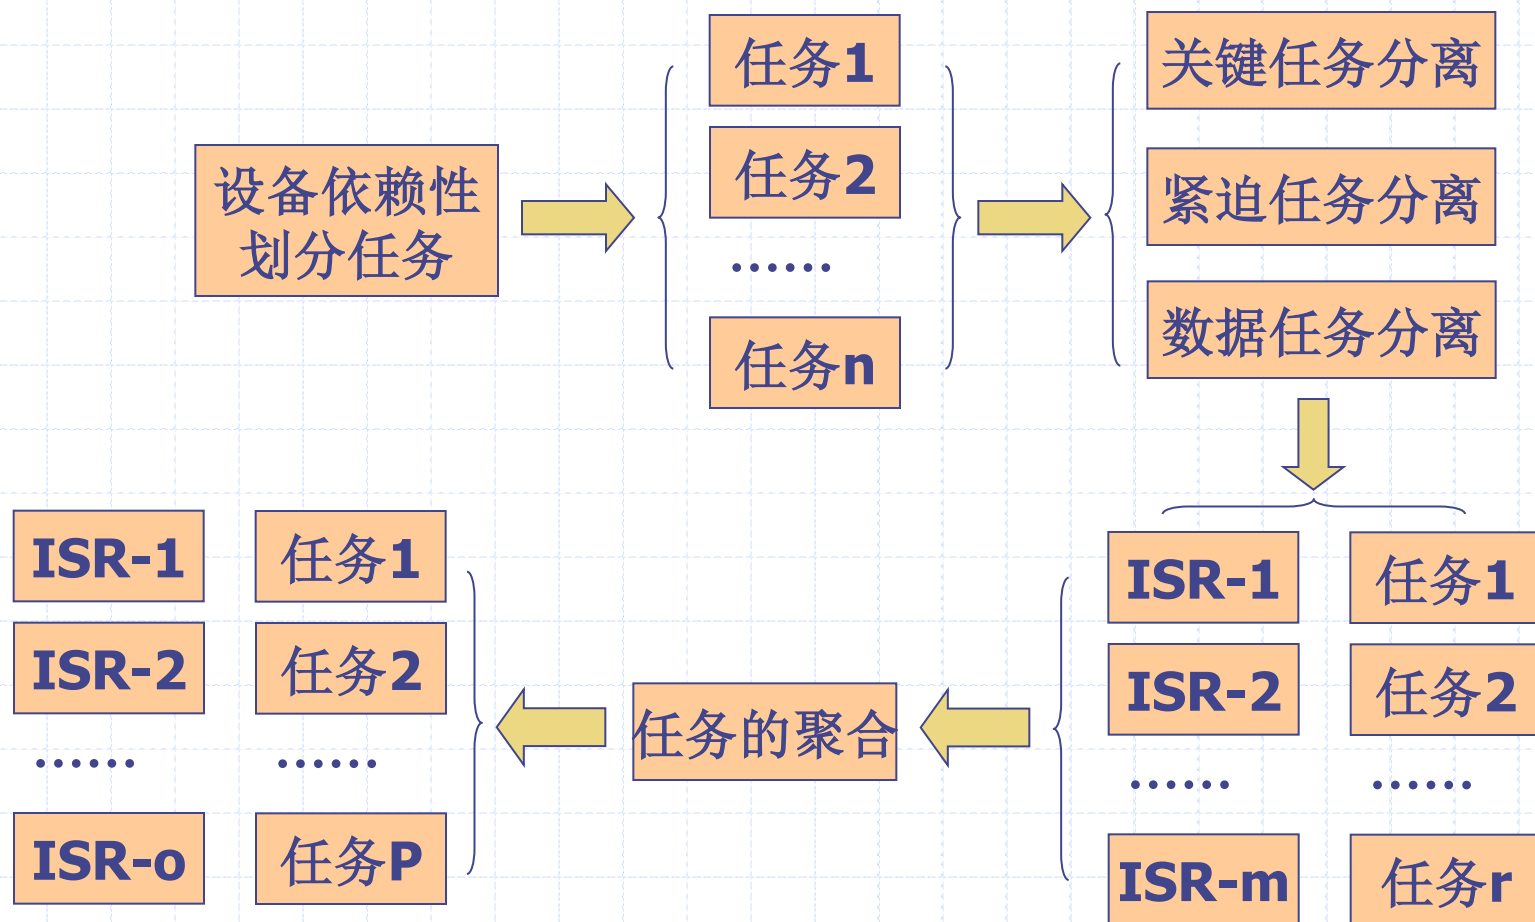 设备依赖性
划分任务
任务1
任务2
······
任务n
关键任务分离
紧迫任务分离
数据任务分离
ISR-1
任务1
ISR-2
任务2
······
······
ISR-m
任务r
任务的聚合
ISR-1
任务1
ISR-2
任务2
······
······
ISR-o
任务P